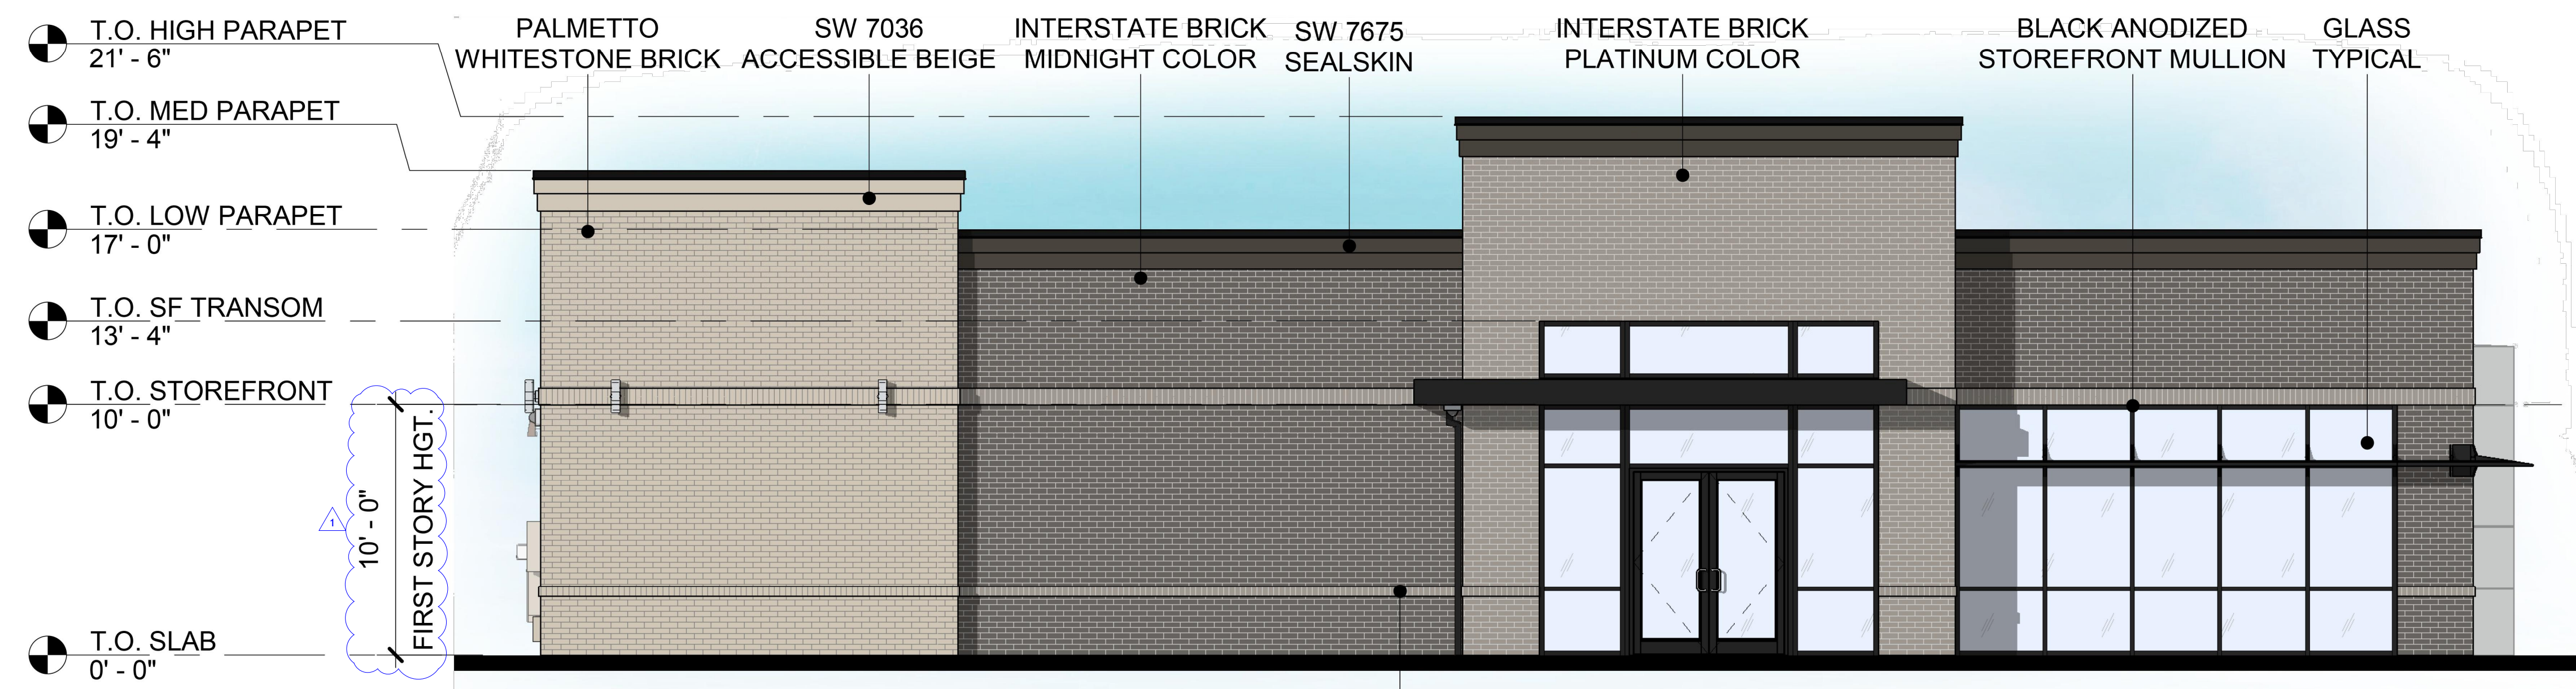 T.O. HIGH PARAPET
21' - 6"
T.O. MED PARAPET
19' - 4"
T.O. LOW PARAPET
17' - 0"
T.O. SF TRANSOM
13' - 4"
T.O. STOREFRONT
10' - 0"
T.O. SLAB
0' - 0"
1
10' - 0"
FIRST STORY HGT.
PALMETTO
WHITESTONE BRICK
SW 7036
ACCESSIBLE BEIGE
INTERSTATE BRICK
MIDNIGHT COLOR
SW 7675
SEALSKIN
INTERSTATE BRICK
PLATINUM COLOR
BLACK ANODIZED
STOREFRONT MULLION
GLASS
TYPICAL